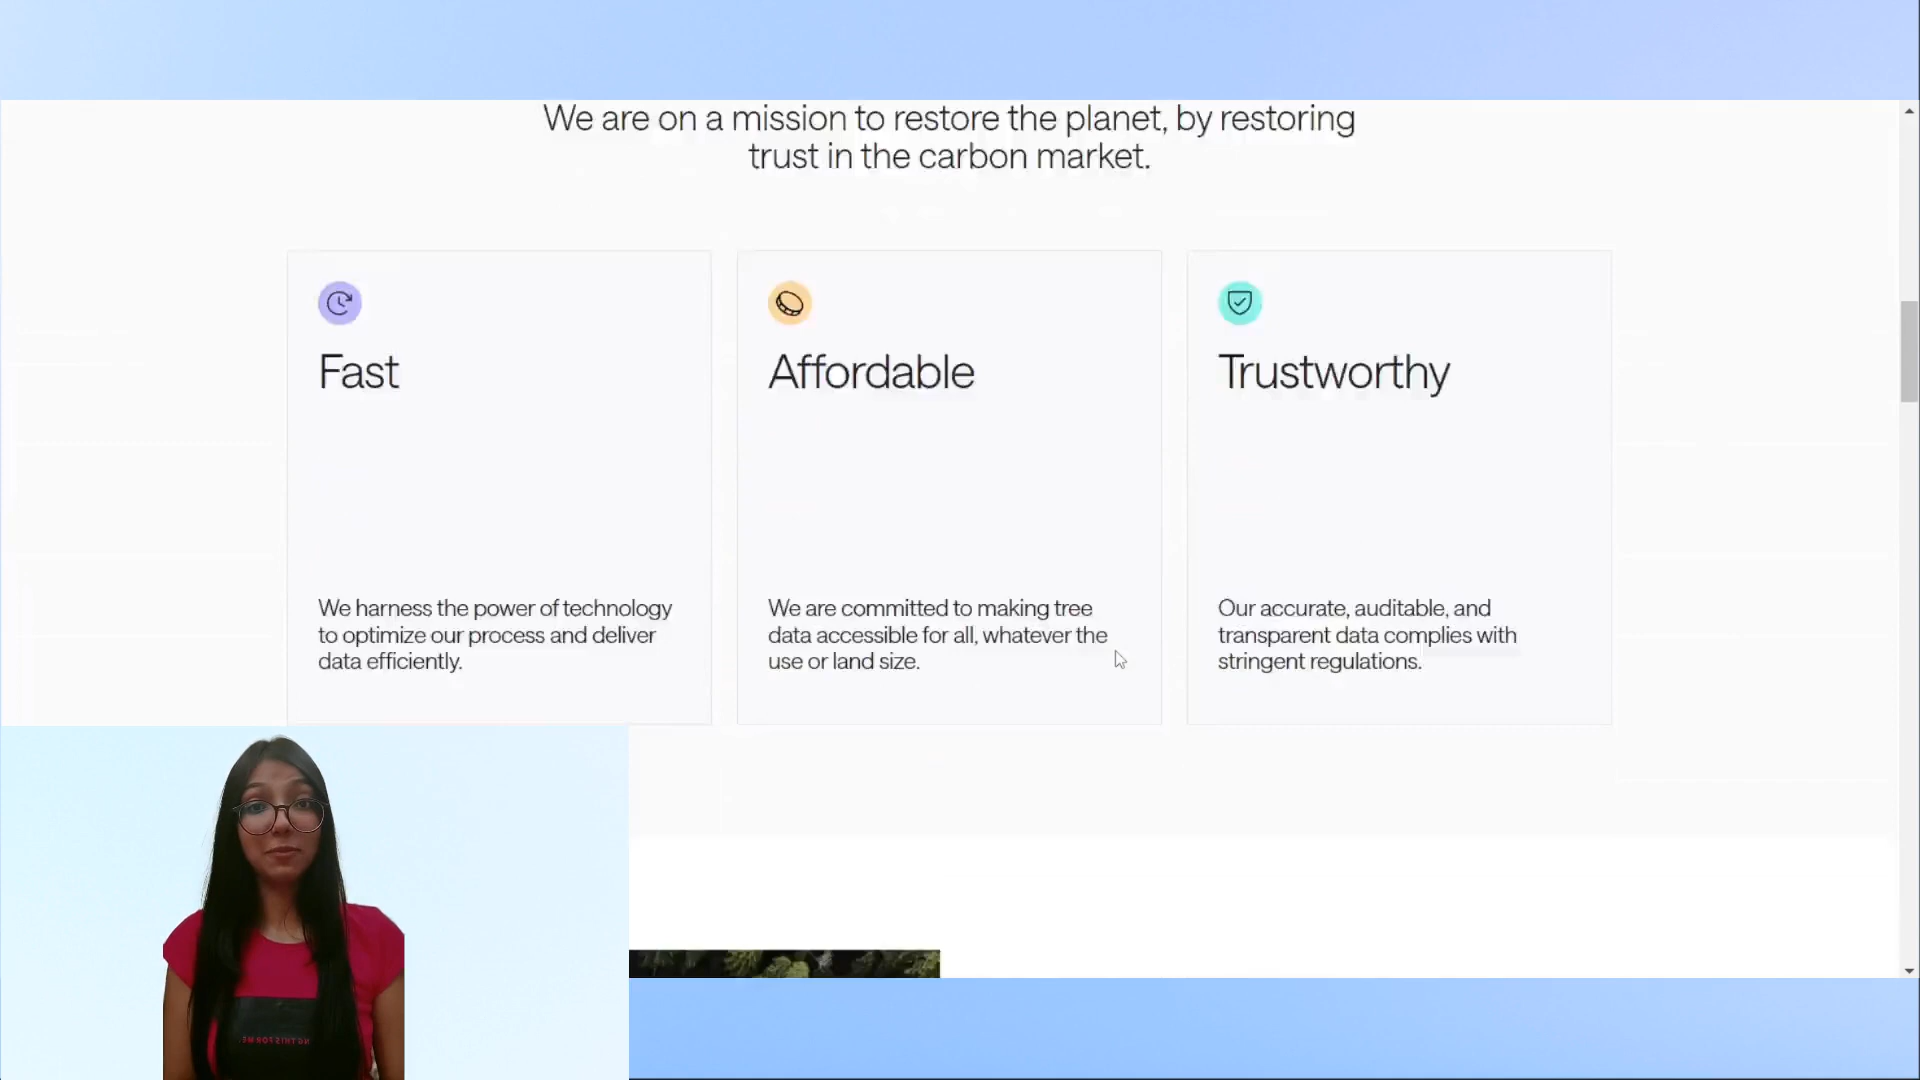 We are on a mission to restore the planet, by restoring
trust in the carbon market.
Fast
We harness the power of technology
to optimize our process and deliver
data efficiently.
Affordable
We are committed to making tree
data accessible for all, whatever the
use or land size.
Trustworthy
Our accurate, auditable, and
transparent data complies with
stringent regulations.